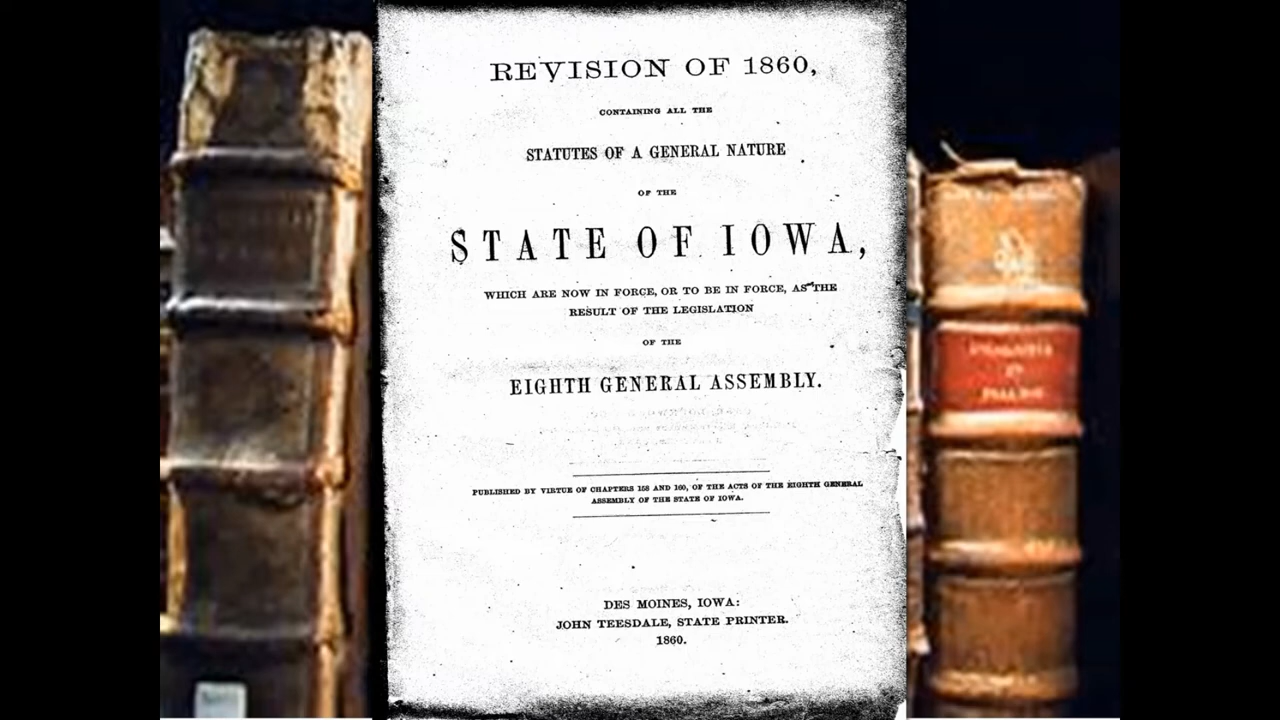 REVISION OF 1860,
CONTAINING ALL THE
STATUTES OF A GENERAL NATURE
OF THE
STATE OF IOWA,
WHICH ARE NOW IN FORCE, OR TO BE IN FORCE, AS THE
RESULT OF THE LEGISLATION
OF THE
EIGHTH GENERAL ASSEMBLY.
PUBLISHED BY VIRTUE OF CHAPTERS 158 AND 160, OF THE ACTS OF THE EIGHTH GENERAL
ASSEMBLY OF THE STATE OF IOWA.
DES MOINES, IOWA:
JOHN TEESDALE, STATE PRINTER.
1860.